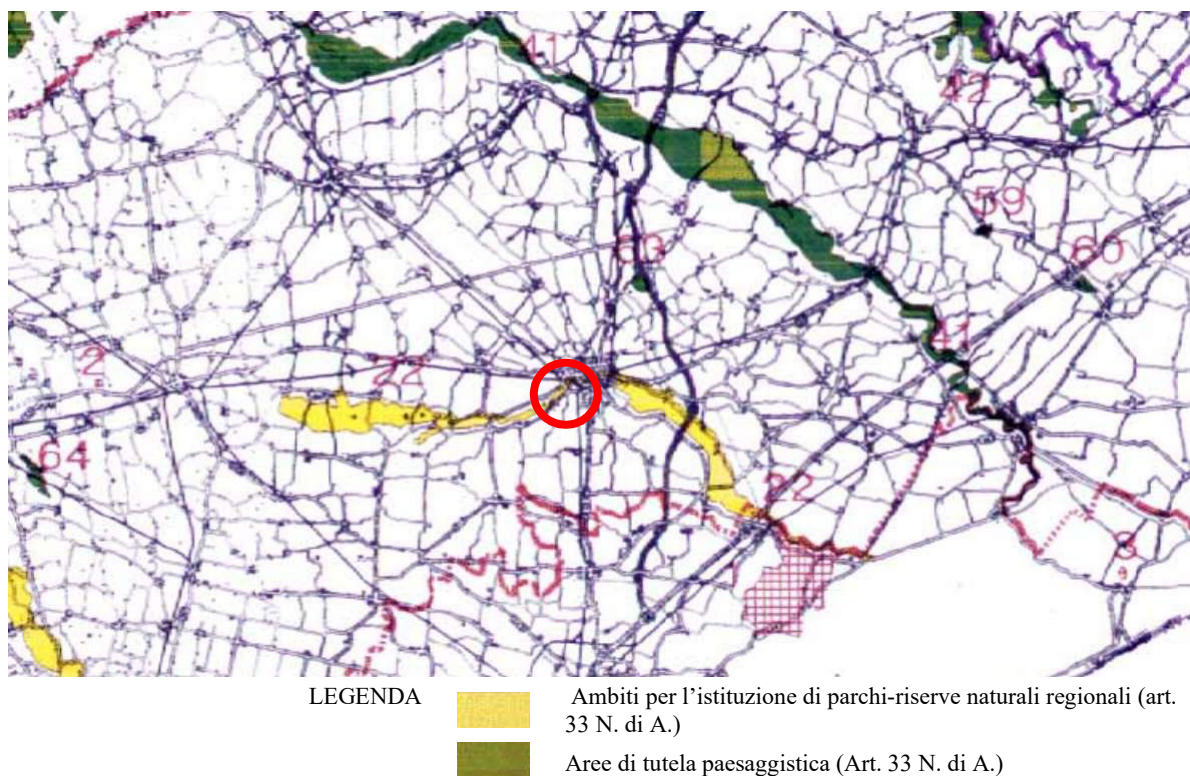 41
42
59
63
60
41
2
22
64
22
LEGENDA
Ambiti per l'istituzione di parchi-riserve naturali regionali (art.
33 N. di A.)
Aree di tutela paesaggistica (Art. 33 N. di A.)